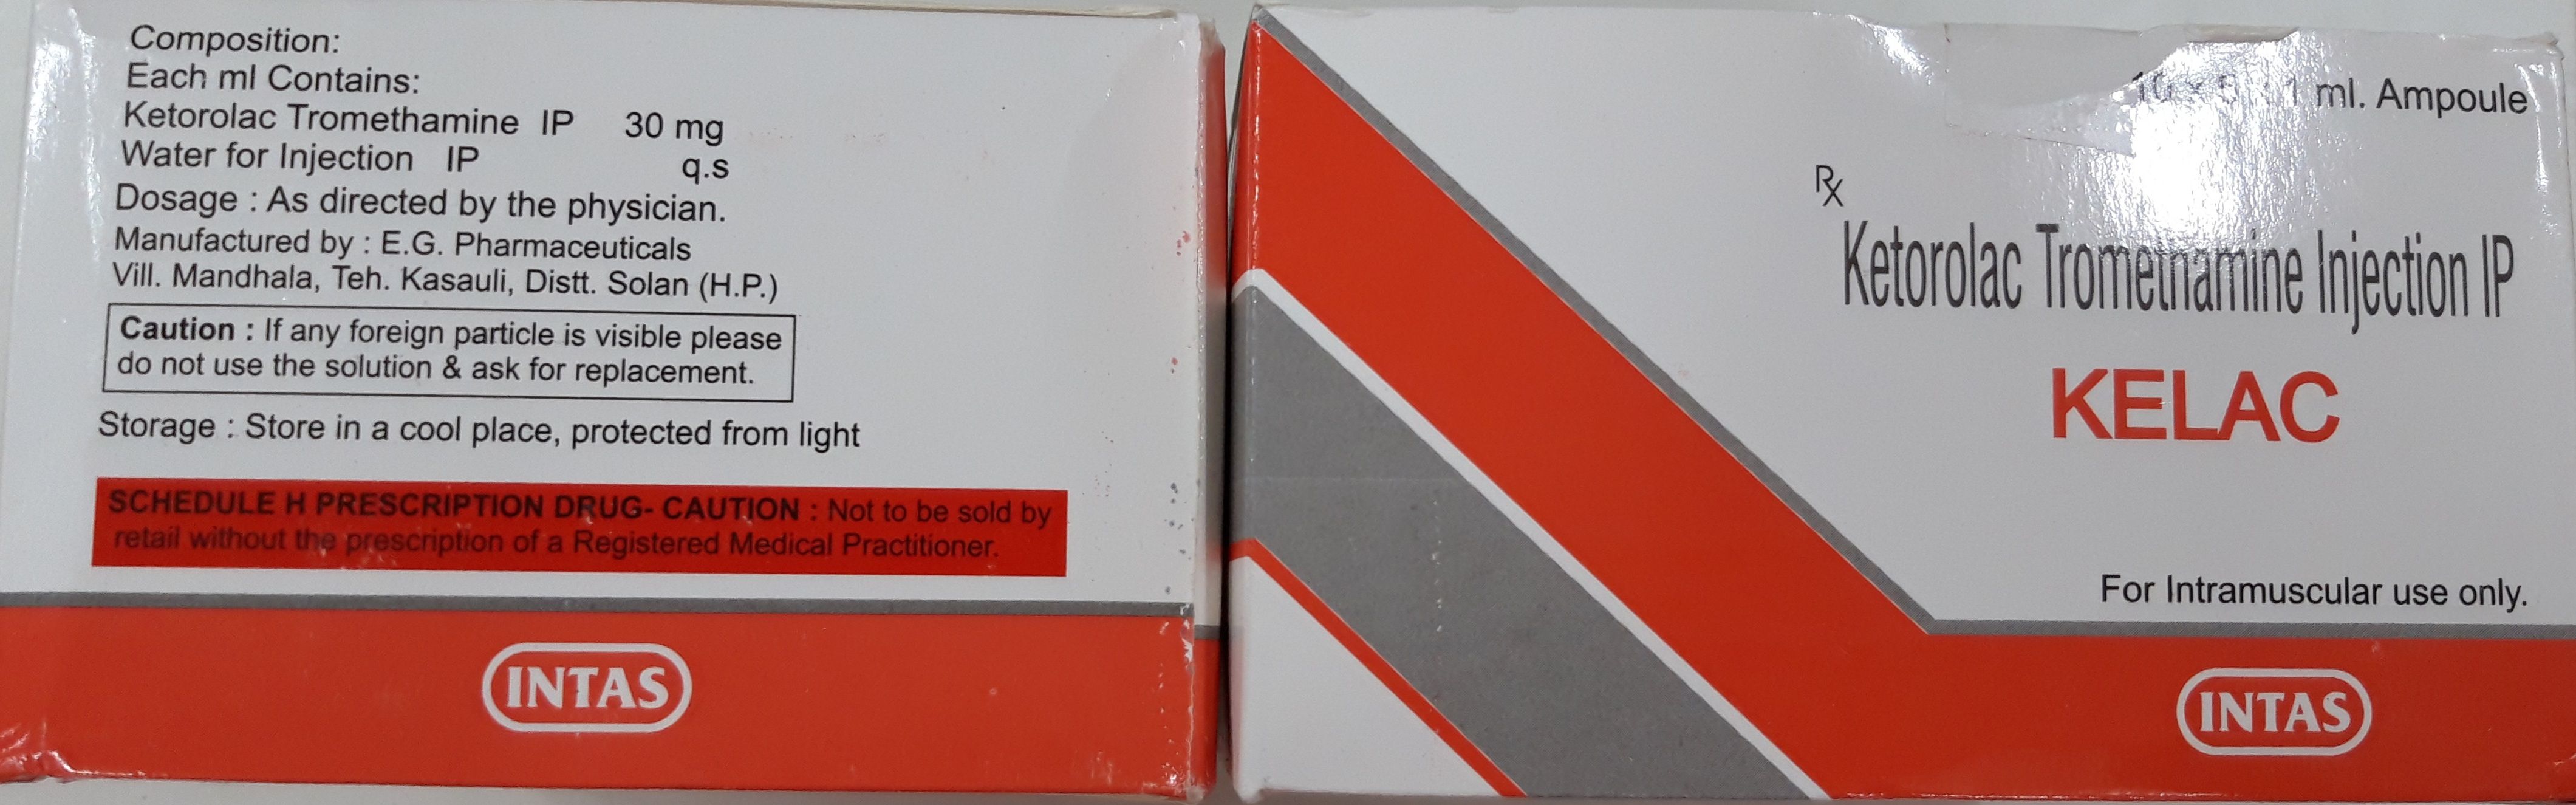 Composition:
Each ml Contains:
Ketorolac Tromethamine IP 30 mg
Water for Injection IP q.s
Dosage : As directed by the physician.
Manufactured by : E.G. Pharmaceuticals
Vill. Mandhala, Teh. Kasauli, Distt. Solan (H.P.)
Caution : If any foreign particle is visible please
do not use the solution & ask for replacement.
Storage : Store in a cool place, protected from light
SCHEDULE H PRESCRIPTION DRUG- CAUTION : Not to be sold by
retail without the prescription of a Registered Medical Practitioner.
INTAS
1 ml. Ampoule
Rx
Ketorolac Tromethamine Injection IP
KELAC
For Intramuscular use only.
INTAS